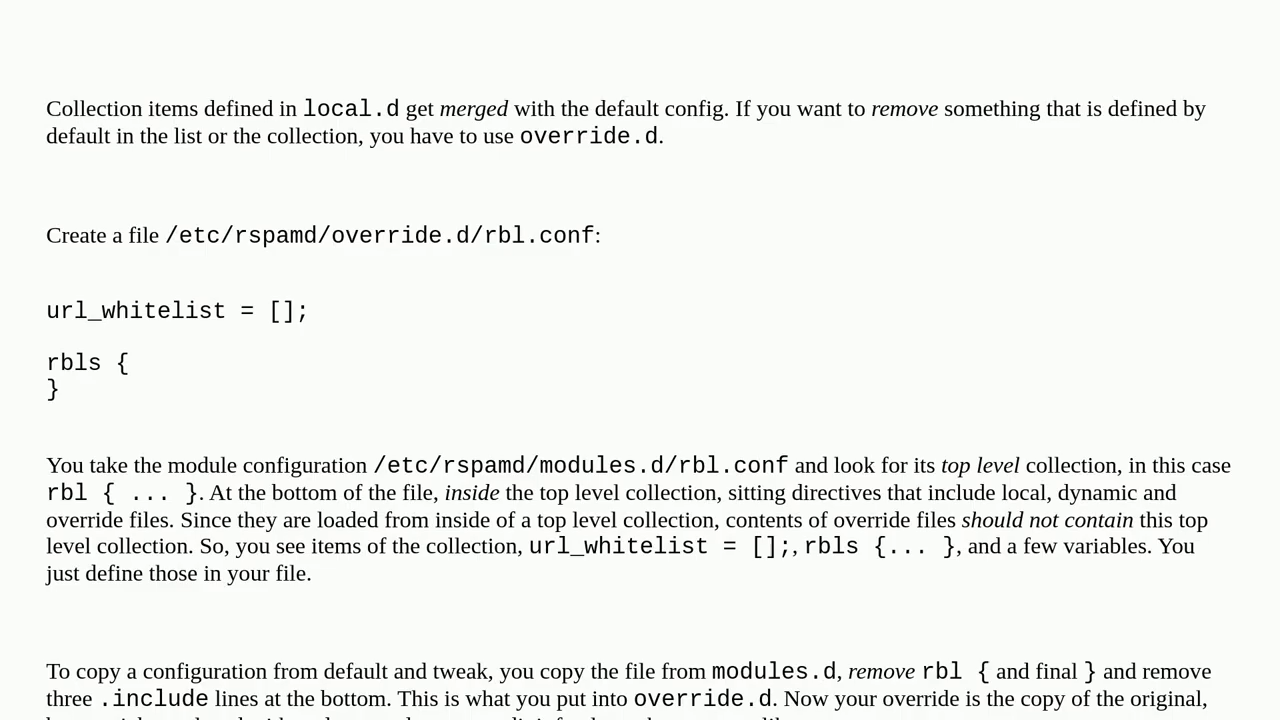 Collection items defined in local.d get merged with the default config. If you want to remove something that is defined by
default in the list or the collection, you have to use override.d.
Create a file /etc/rspamd/override.d/rbl.conf:
url_whitelist = [];
rbls {
}
You take the module configuration /etc/rspamd/modules.d/rbl.conf and look for its top level collection, in this case
rbl { ... }. At the bottom of the file, inside the top level collection, sitting directives that include local, dynamic and
override files. Since they are loaded from inside of a top level collection, contents of override files should not contain this top
level collection. So, you see items of the collection, url_whitelist = [];, rbls {... }, and a few variables. You
just define those in your file.
To copy a configuration from default and tweak, you copy the file from modules.d, remove rbl { and final } and remove
three .include lines at the bottom. This is what you put into override.d. Now your override is the copy of the original,